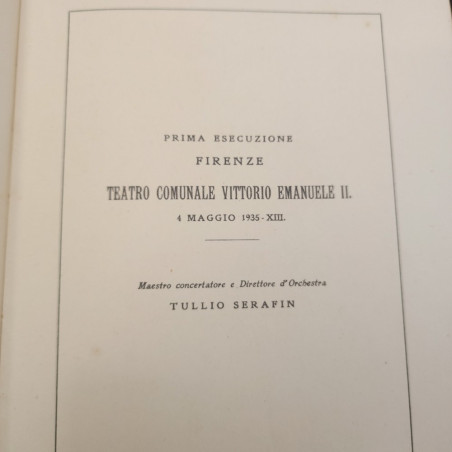 PRIMA ESECUZIONE
FIRENZE
TEATRO COMUNALE VITTORIO EMANUELE II.
4 MAGGIO 1935-XIII.
Maestro concertatore e Direttore d'Orchestra
TULLIO SERAFIN